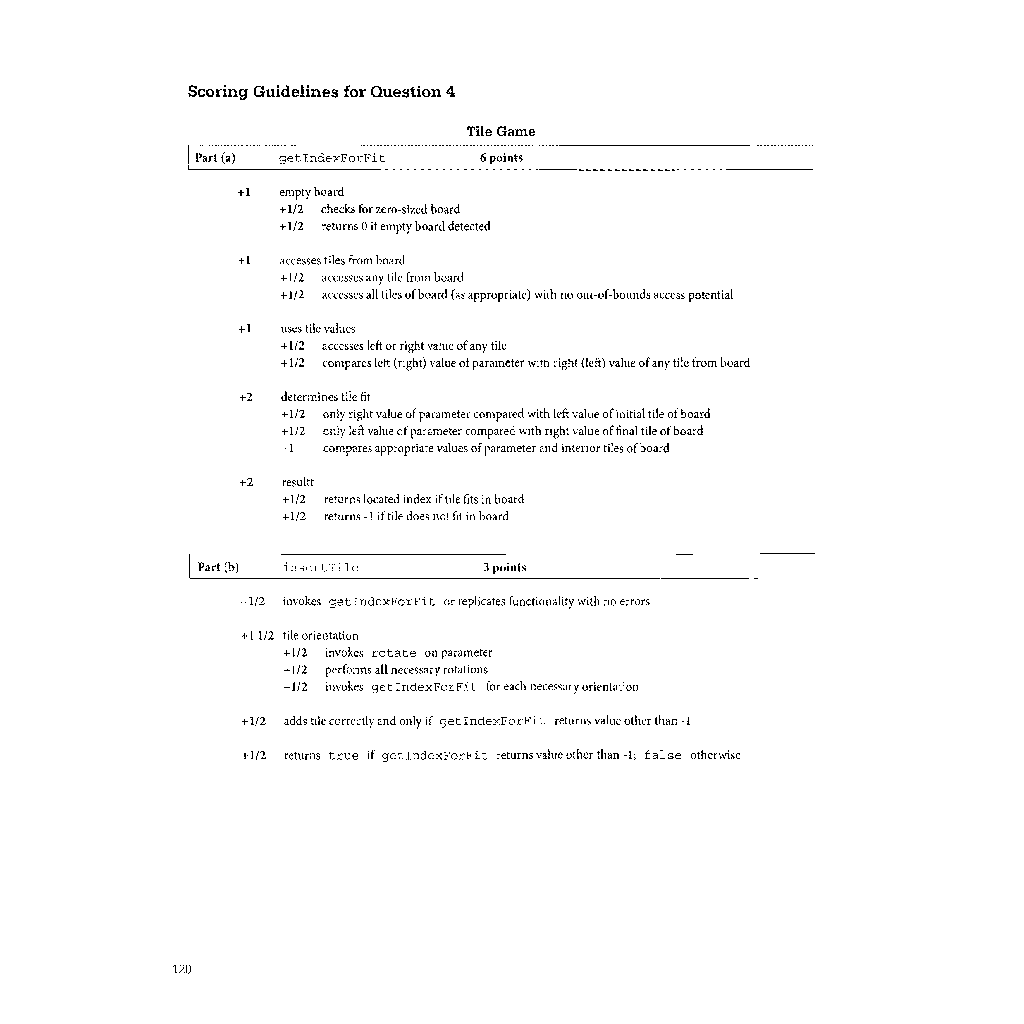 Scoring Guidelines for Question 4
Tile Game
Part (a) getIndexForFit 6 points
+1 empty board
+1/2 checks for zero-sized board
+1/2 returns 0 if empty board detected
+1 accesses tiles from board
+1/2 accesses any tile from board
+1/2 accesses all tiles of board (as appropriate) with no out-of-bounds access potential
+1 uses tile values
+1/2 accesses left or right value of any tile
+1/2 compares left (right) value of parameter with right (left) value of any tile from board
+2 determines tile fit
+1/2 only right value of parameter compared with left value of initial tile of board
+1/2 only left value of parameter compared with right value of final tile of board
+1 compares appropriate values of parameter and interior tiles of board
+2 resultt
+1/2 returns located index if tile fits in board
+1/2 returns -1 if tile does not fit in board
Part (b) insertTile 3 points
+1/2 invokes getIndexForFit or replicates functionality with no errors
+1 1/2 tile orientation
+1/2 invokes rotate on parameter
+1/2 performs all necessary rotations
+1/2 invokes getIndexForFit for each necessary orientation
+1/2 adds tile correctly and only if getIndexForFit returns value other than -1
+1/2 returns true if getIndexForFit returns value other than -1; false otherwise
120